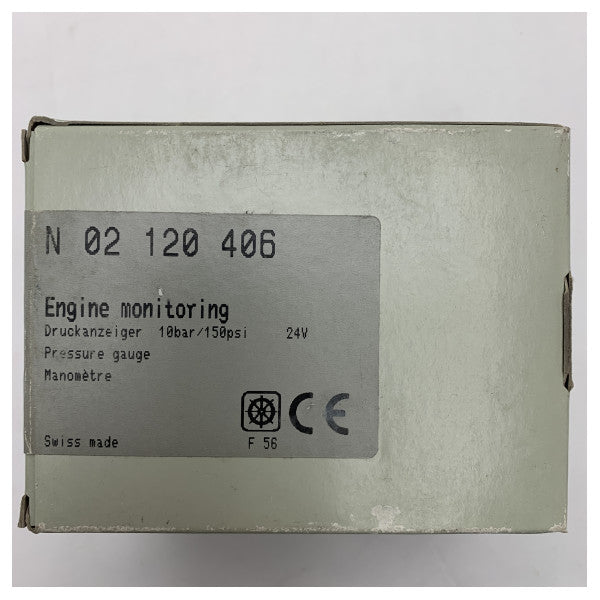 N 02 120 406
Engine monitoring
Druckanzeiger 10bar/150psi 24V
Pressure gauge
Manomètre
CE
Swiss made F 56